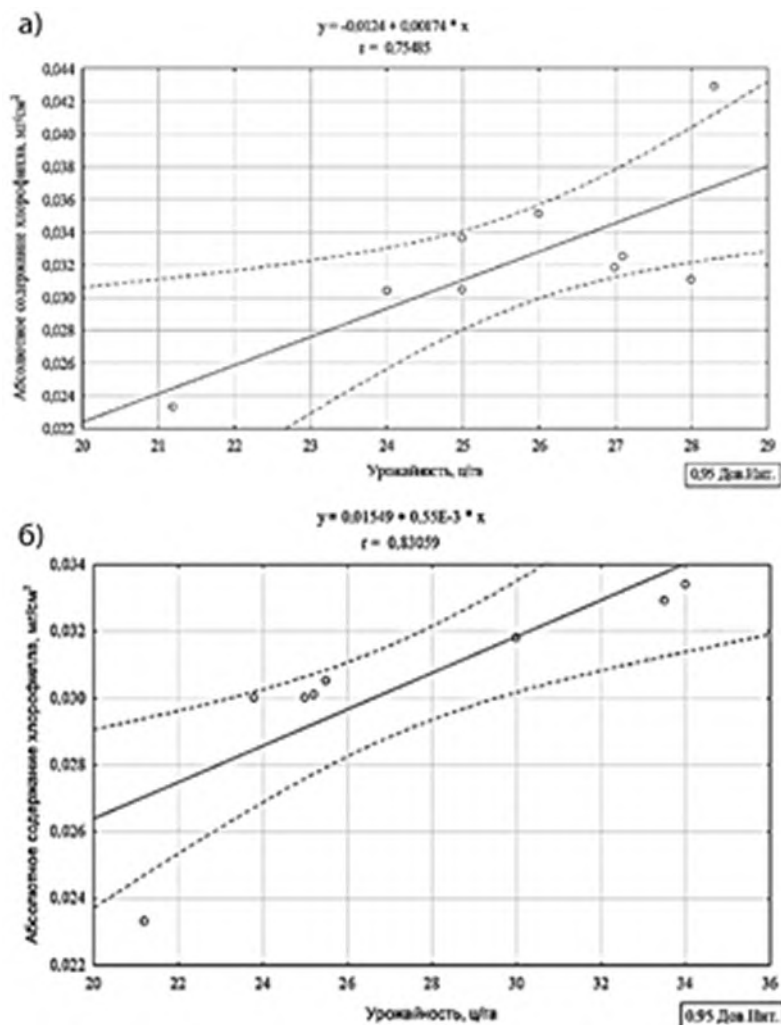 а)
y = -0,0124 + 0,00174 * x
r = 0,75485
Абсолютное содержание хлорофилла, мг/см²
0,044
0,042
0,040
0,038
0,036
0,034
0,032
0,030
0,028
0,026
0,024
0,022
20 21 22 23 24 25 26 27 28 29
Урожайность, ц/га
0,95 Дов.Инт.
б)
y = 0,01549 + 0,55E-3 * x
r = 0,83059
Абсолютное содержание хлорофилла, мг/см²
0,034
0,032
0,030
0,028
0,026
0,024
0,022
20 22 24 26 28 30 32 34 36
Урожайность, ц/га
0,95 Дов.Инт.